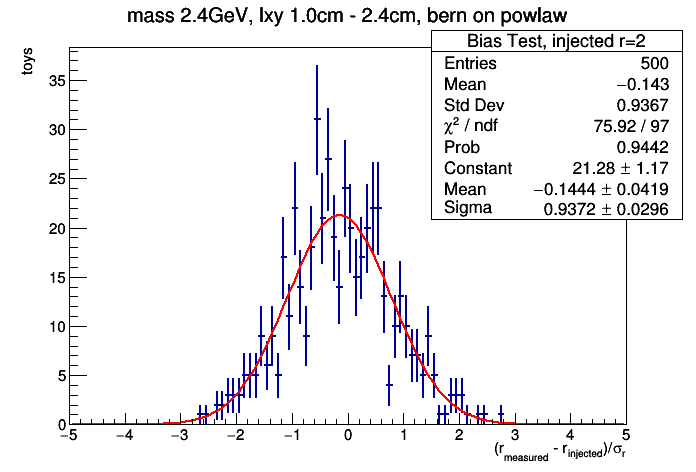 mass 2.4GeV, lxy 1.0cm - 2.4cm, bern on powlaw
Bias Test, injected r=2
Entries 500
Mean −0.143
Std Dev 0.9367
χ² / ndf 75.92 / 97
Prob 0.9442
Constant 21.28 ± 1.17
Mean −0.1444 ± 0.0419
Sigma 0.9372 ± 0.0296
toys
35
30
25
20
15
10
5
0
−5 −4 −3 −2 −1 0 1 2 3 4 5
(r_measured - r_injected)/σ_r